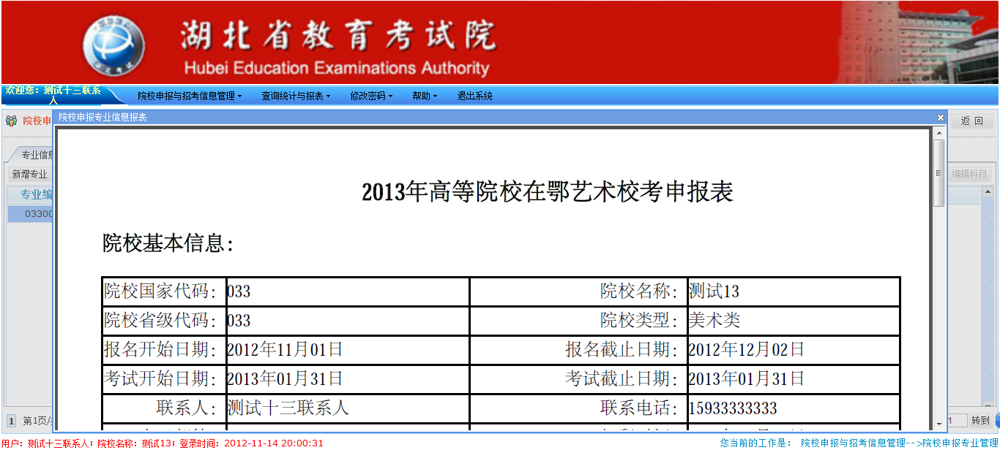 湖北省教育考试院
Hubei Education Examinations Authority
欢迎您：测试十三联系人
院校申报与招考信息管理 查询统计与报表 修改密码 帮助 退出系统
院校申
院校申报专业信息报表
返 回
专业信息
新增专业
编辑科目
专业编
0330
2013年高等院校在鄂艺术校考申报表
院校基本信息:
院校国家代码: 033 院校名称: 测试13
院校省级代码: 033 院校类型: 美术类
报名开始日期: 2012年11月01日 报名截止日期: 2012年12月02日
考试开始日期: 2013年01月31日 考试截止日期: 2013年01月31日
联系人: 测试十三联系人 联系电话: 15933333333
1 第1页/
1 转到
用户：测试十三联系人；院校名称：测试13；登录时间：2012-11-14 20:00:31
您当前的工作是： 院校申报与招考信息管理-->院校申报专业管理